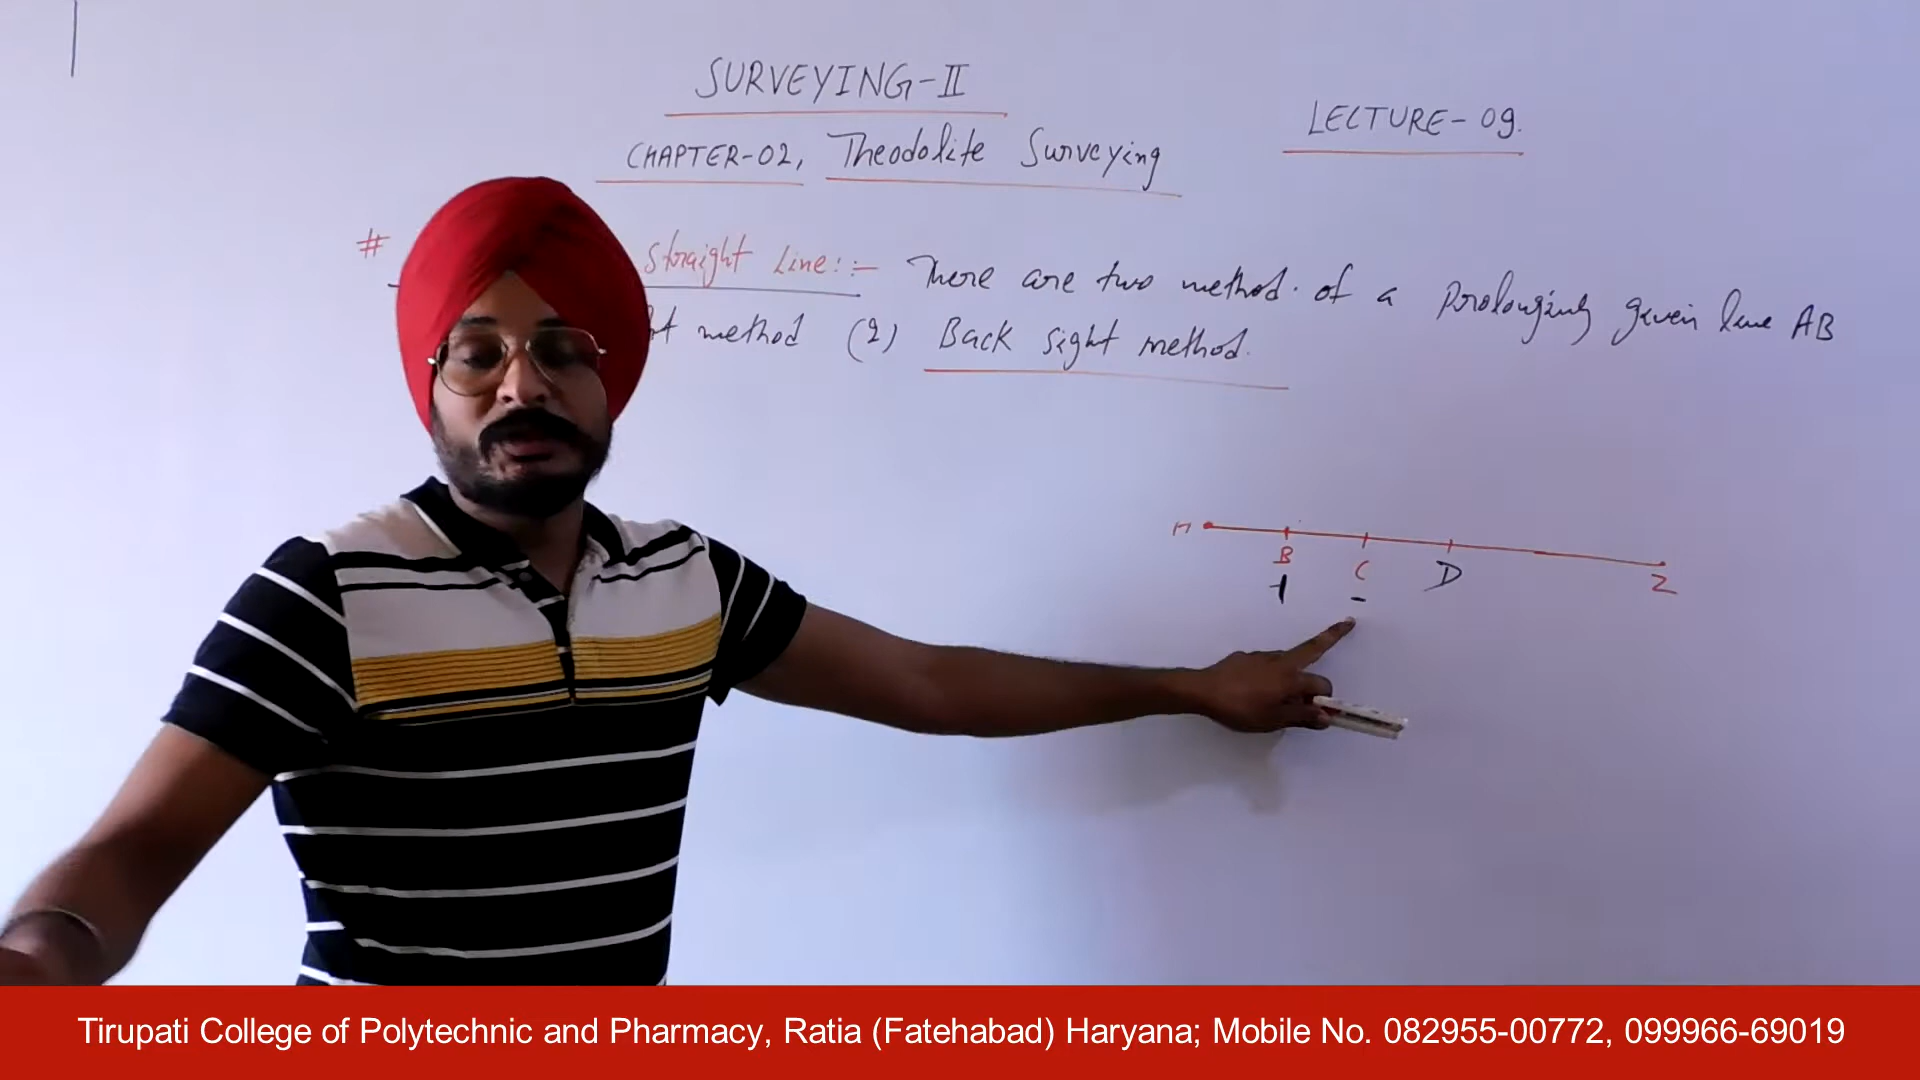 SURVEYING-II
LECTURE-09.
CHAPTER-02, Theodolite Surveying
# Straight Line::- There are two method. of a Prolonging given line AB
method (2) Back Sight method.
A B C D Z
Tirupati College of Polytechnic and Pharmacy, Ratia (Fatehabad) Haryana; Mobile No. 082955-00772, 099966-69019